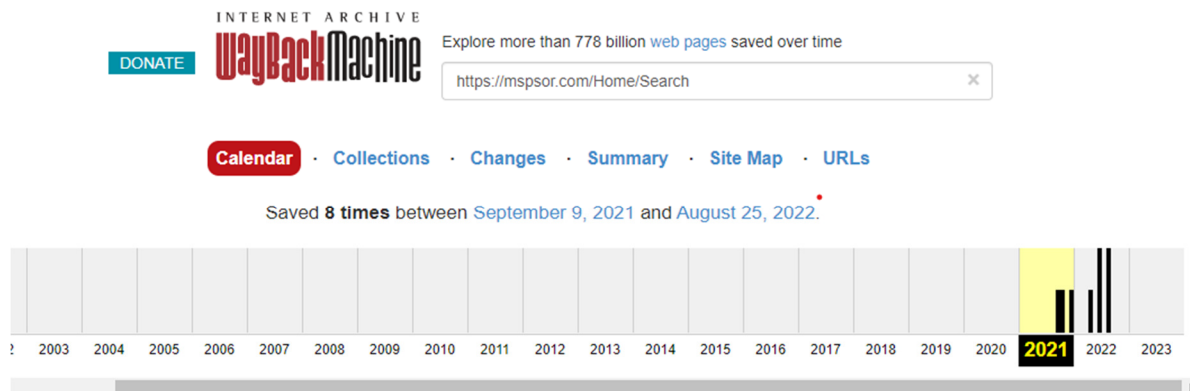 INTERNET ARCHIVE
DONATE
WayBackMachine
Explore more than 778 billion web pages saved over time
https://mspsor.com/Home/Search ×
Calendar · Collections · Changes · Summary · Site Map · URLs
Saved 8 times between September 9, 2021 and August 25, 2022.
2 2003 2004 2005 2006 2007 2008 2009 2010 2011 2012 2013 2014 2015 2016 2017 2018 2019 2020 2021 2022 2023